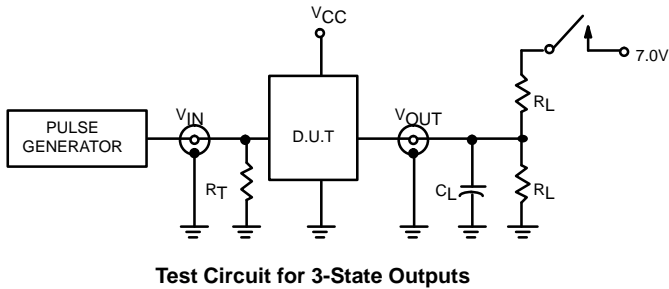 VCC
7.0V
RL
VIN
VOUT
PULSE
GENERATOR
D.U.T
RT
CL
RL
Test Circuit for 3-State Outputs